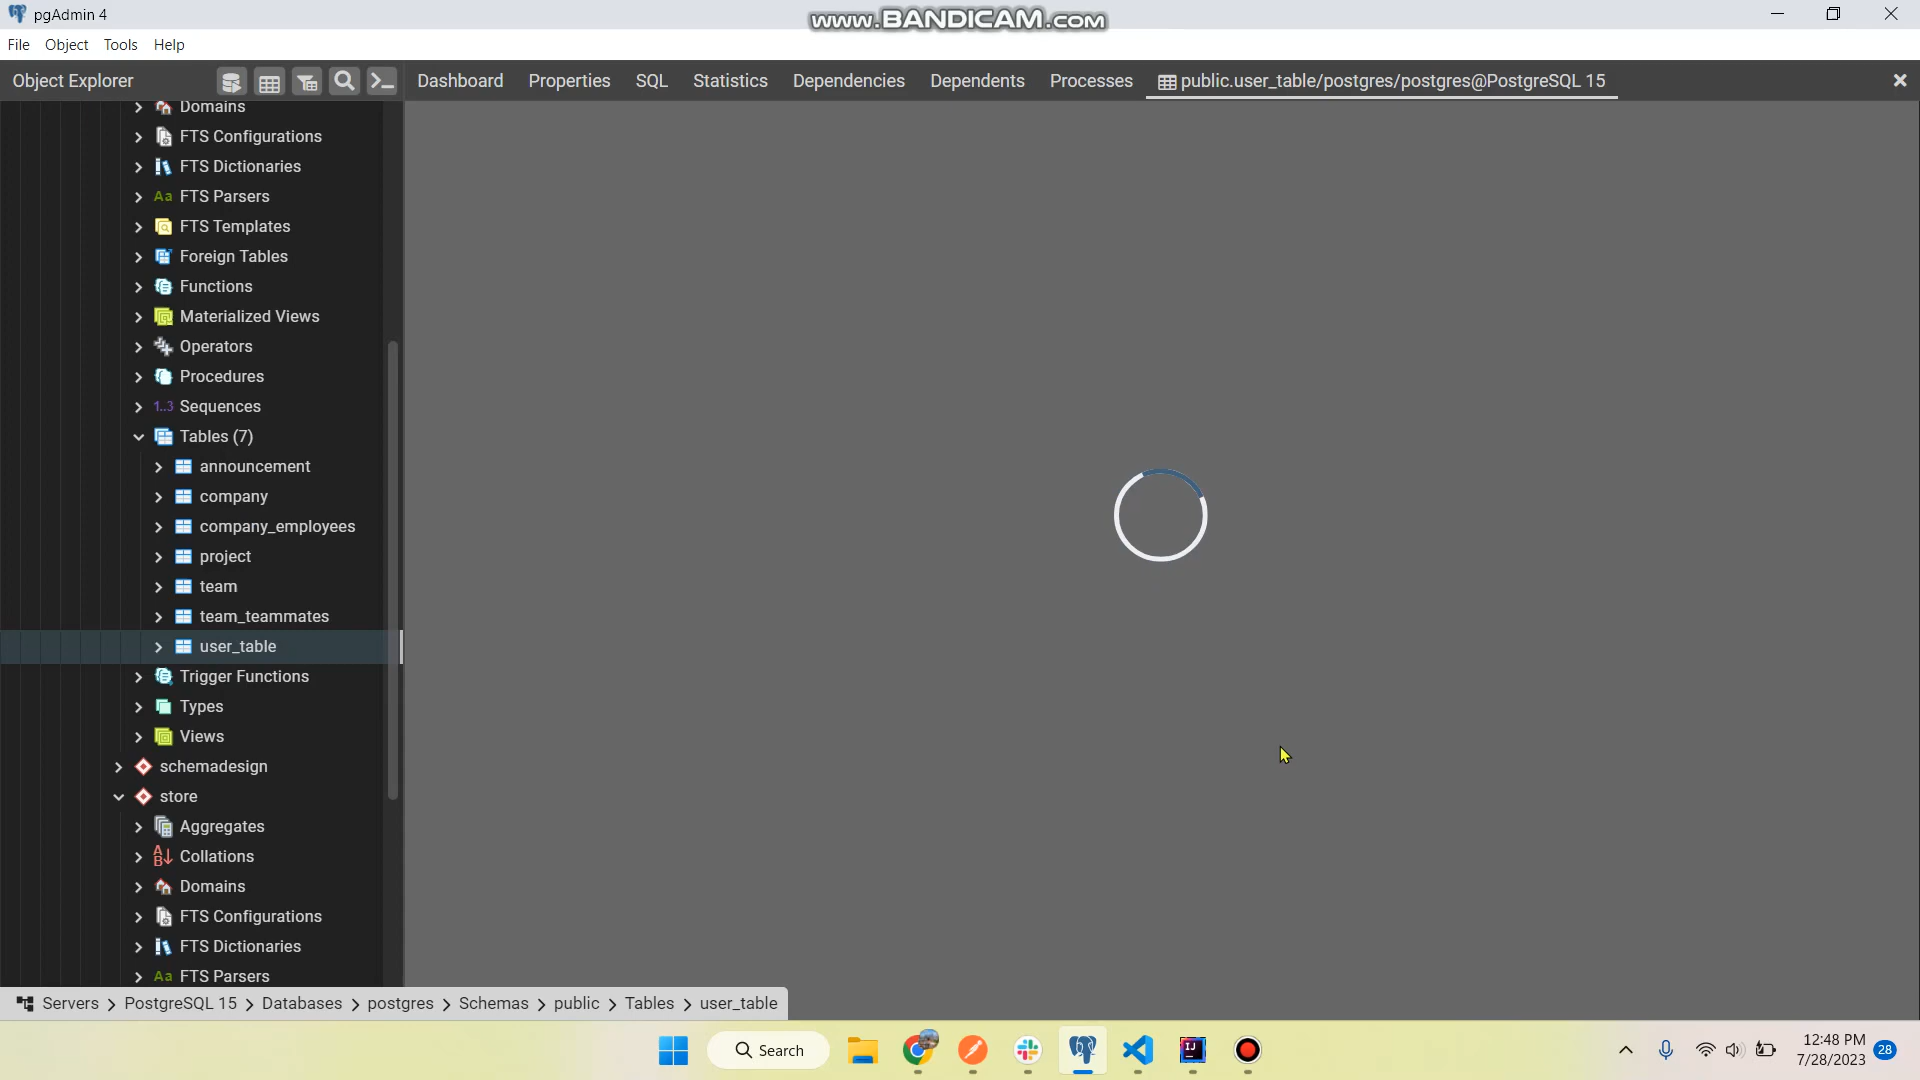 pgAdmin 4
www.BANDICAM.com
File Object Tools Help
Object Explorer
Dashboard Properties SQL Statistics Dependencies Dependents Processes public.user_table/postgres/postgres@PostgreSQL 15
Domains
FTS Configurations
FTS Dictionaries
Aa FTS Parsers
FTS Templates
Foreign Tables
Functions
Materialized Views
Operators
Procedures
1..3 Sequences
Tables (7)
announcement
company
company_employees
project
team
team_teammates
user_table
Trigger Functions
Types
Views
schemadesign
store
Aggregates
Collations
Domains
FTS Configurations
FTS Dictionaries
Aa FTS Parsers
Servers > PostgreSQL 15 > Databases > postgres > Schemas > public > Tables > user_table
Search
12:48 PM
7/28/2023
28